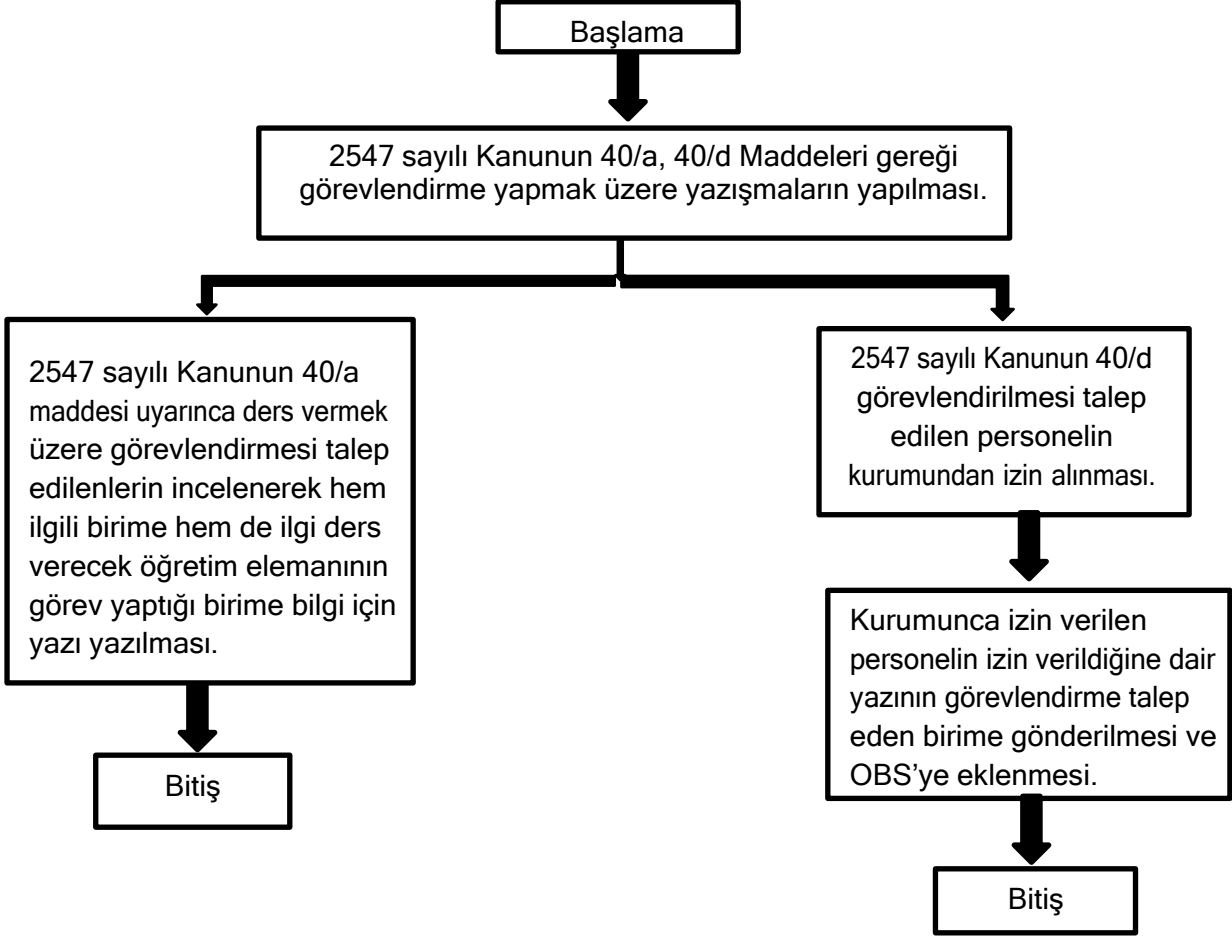 Başlama
2547 sayılı Kanunun 40/a, 40/d Maddeleri gereği
görevlendirme yapmak üzere yazışmaların yapılması.
2547 sayılı Kanunun 40/a
maddesi uyarınca ders vermek
üzere görevlendirmesi talep
edilenlerin incelenerek hem
ilgili birime hem de ilgi ders
verecek öğretim elemanının
görev yaptığı birime bilgi için
yazı yazılması.
Bitiş
2547 sayılı Kanunun 40/d
görevlendirilmesi talep
edilen personelin
kurumundan izin alınması.
Kurumunca izin verilen
personelin izin verildiğine dair
yazının görevlendirme talep
eden birime gönderilmesi ve
OBS’ye eklenmesi.
Bitiş